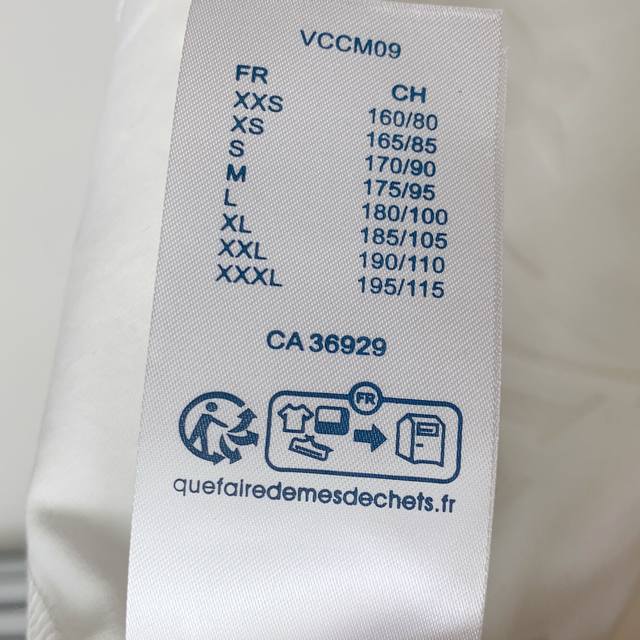 VCCM09
FR CH
XXS 160/80
XS 165/85
S 170/90
M 175/95
L 180/100
XL 185/105
XXL 190/110
XXXL 195/115
CA 36929
FR
quefairedemesdechets.fr